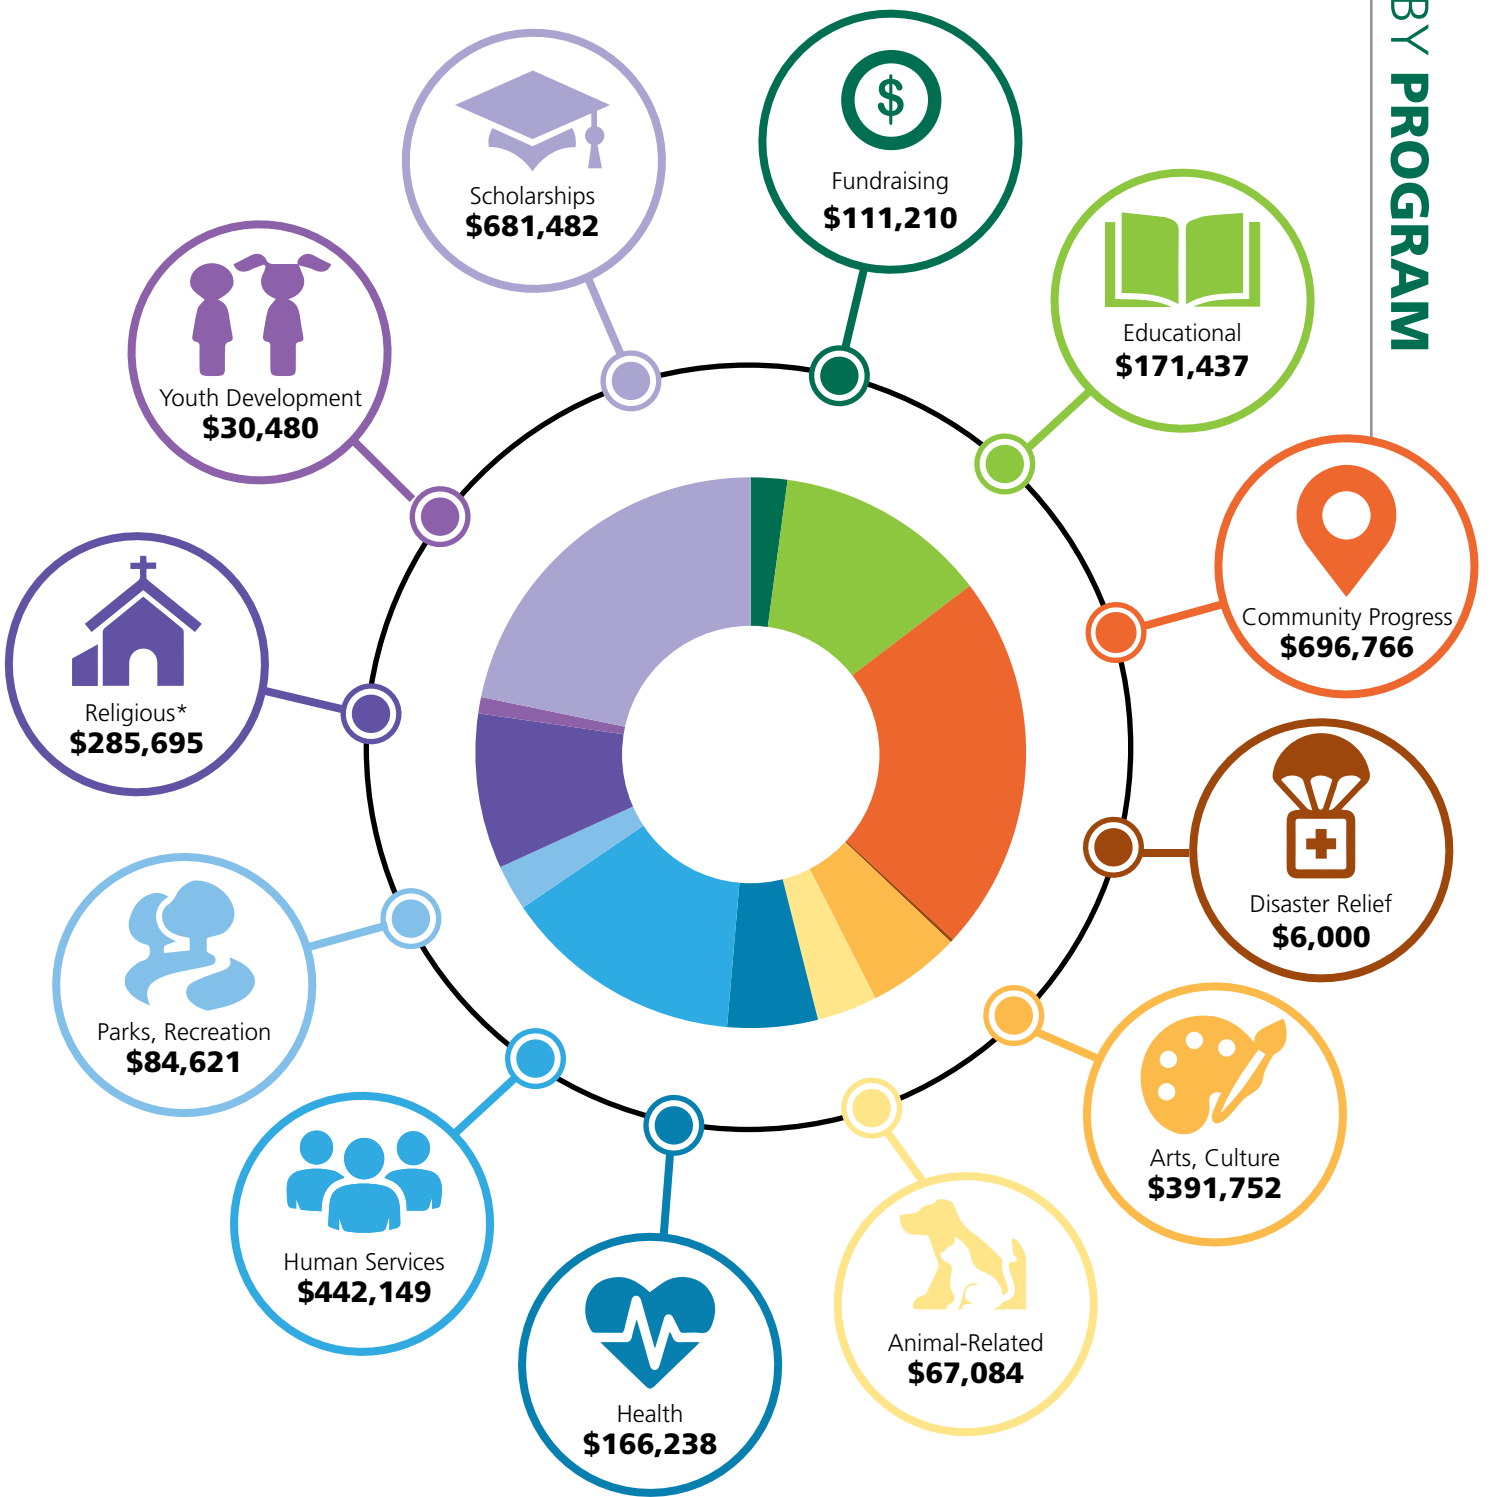 BY PROGRAM
$
Fundraising
$111,210
Educational
$171,437
Community Progress
$696,766
Disaster Relief
$6,000
Arts, Culture
$391,752
Animal-Related
$67,084
Health
$166,238
Human Services
$442,149
Parks, Recreation
$84,621
Religious*
$285,695
Youth Development
$30,480
Scholarships
$681,482